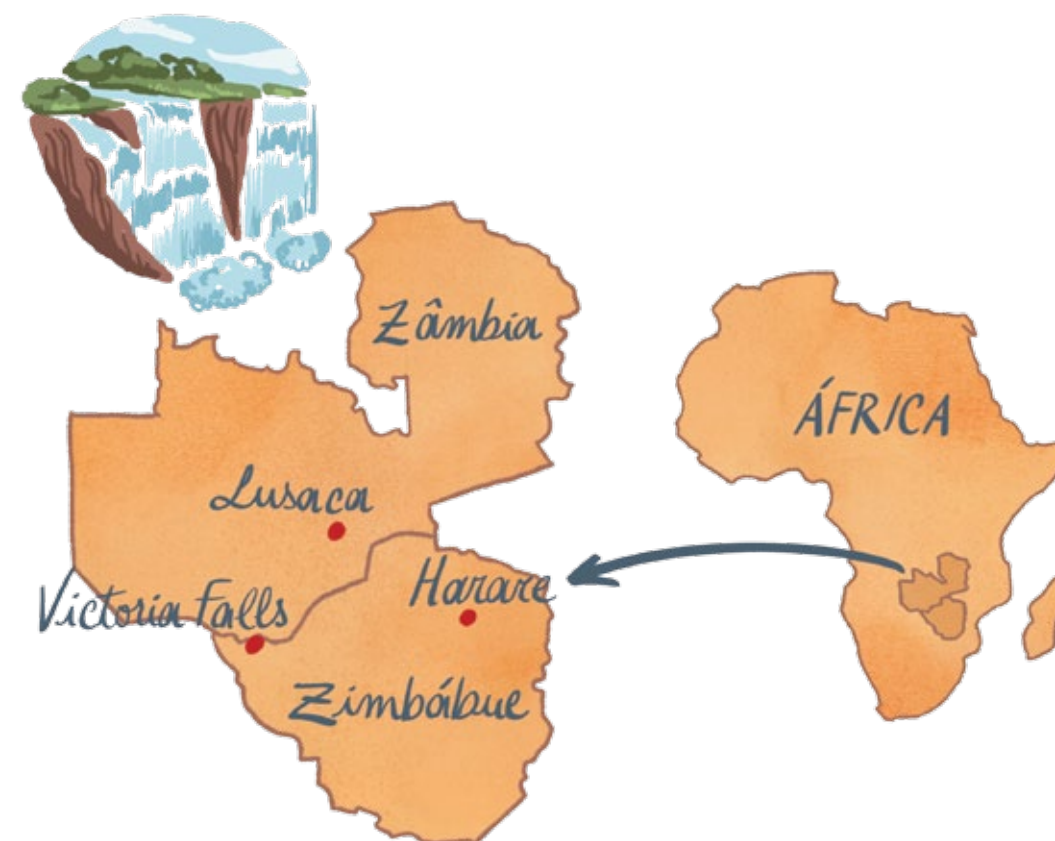 Zâmbia
ÁFRICA
Lusaca
Harare
Victoria Falls
Zimbábue